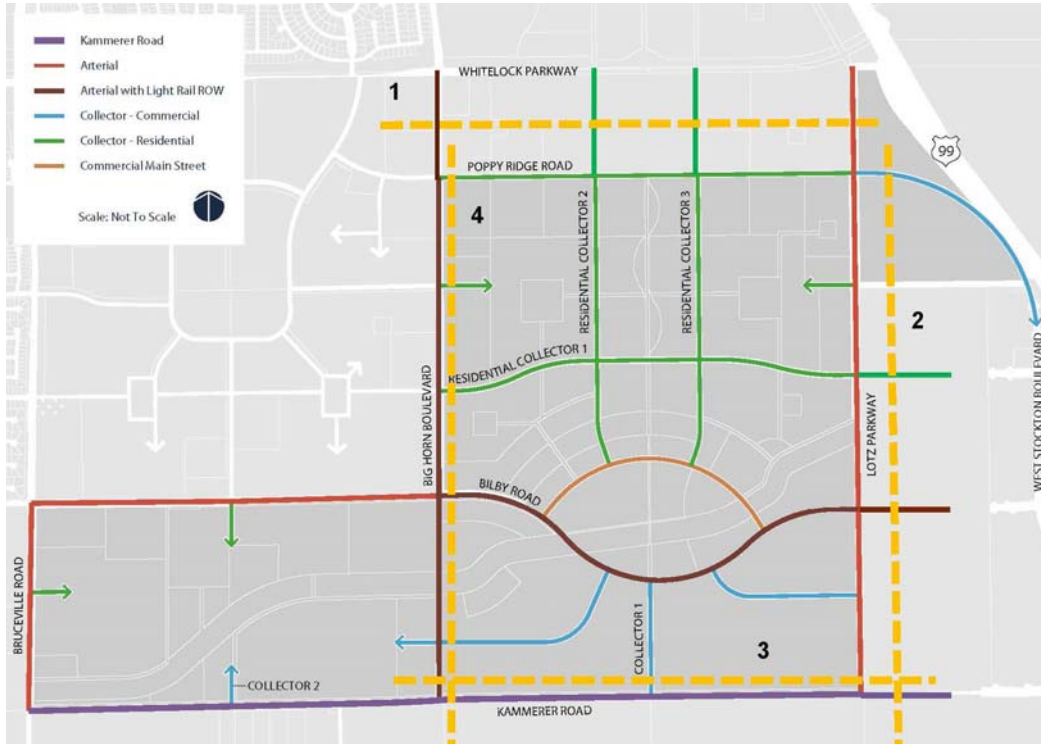 Kammerer Road
Arterial
Arterial with Light Rail ROW
Collector - Commercial
Collector - Residential
Commercial Main Street
Scale: Not To Scale
WHITELOCK PARKWAY
1
99
POPPY RIDGE ROAD
4
RESIDENTIAL COLLECTOR 2
RESIDENTIAL COLLECTOR 3
2
RESIDENTIAL COLLECTOR 1
BIG HORN BOULEVARD
LOTZ PARKWAY
WEST STOCKTON BOULEVARD
BILBY ROAD
BRUCEVILLE ROAD
COLLECTOR 1
3
COLLECTOR 2
KAMMERER ROAD